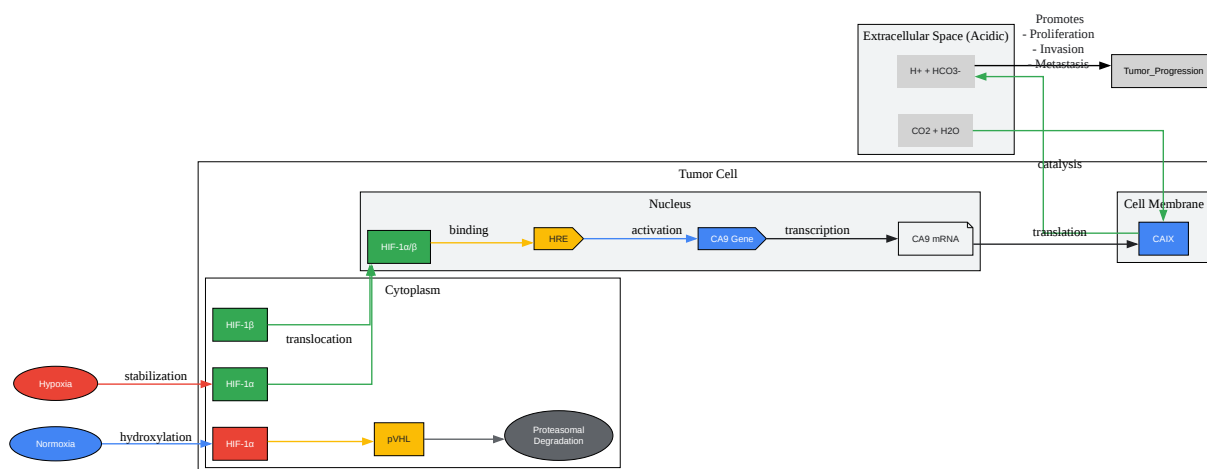 Promotes
- Proliferation
- Invasion
- Metastasis
Extracellular Space (Acidic)
H+ + HCO3-
Tumor_Progression
CO2 + H2O
catalysis
Tumor Cell
Nucleus
Cell Membrane
HIF-1α/β
binding
HRE
activation
CA9 Gene
transcription
CA9 mRNA
translation
CAIX
Cytoplasm
HIF-1β
translocation
Hypoxia
stabilization
HIF-1α
Normoxia
hydroxylation
HIF-1α
pVHL
Proteasomal
Degradation